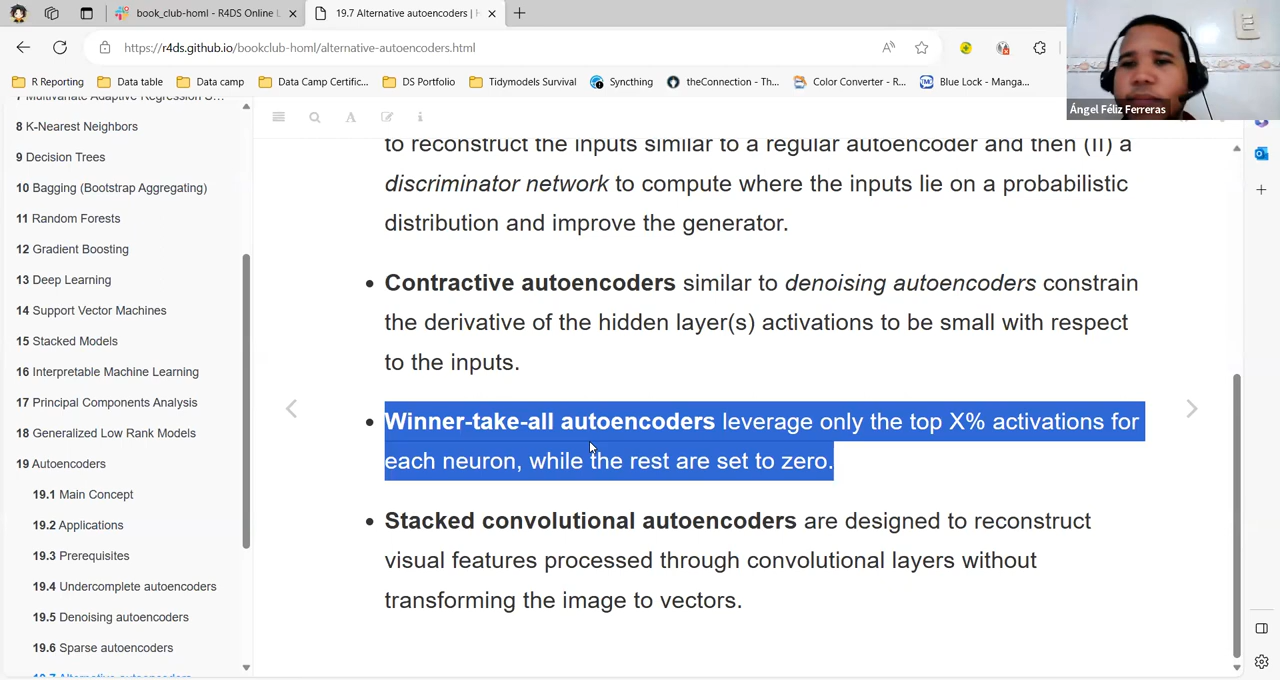 book_club-homl - R4DS Online L
19.7 Alternative autoencoders | H
https://r4ds.github.io/bookclub-homl/alternative-autoencoders.html
R Reporting
Data table
Data camp
Data Camp Certific...
DS Portfolio
Tidymodels Survival
Syncthing
theConnection - Th...
Color Converter - R...
Blue Lock - Manga...
Ángel Féliz Ferreras
7 Multivariate Adaptive Regression S...
8 K-Nearest Neighbors
9 Decision Trees
10 Bagging (Bootstrap Aggregating)
11 Random Forests
12 Gradient Boosting
13 Deep Learning
14 Support Vector Machines
15 Stacked Models
16 Interpretable Machine Learning
17 Principal Components Analysis
18 Generalized Low Rank Models
19 Autoencoders
19.1 Main Concept
19.2 Applications
19.3 Prerequisites
19.4 Undercomplete autoencoders
19.5 Denoising autoencoders
19.6 Sparse autoencoders
19.7 Alternative autoencoders
to reconstruct the inputs similar to a regular autoencoder and then (II) a
discriminator network to compute where the inputs lie on a probabilistic
distribution and improve the generator.
• Contractive autoencoders similar to denoising autoencoders constrain
the derivative of the hidden layer(s) activations to be small with respect
to the inputs.
• Winner-take-all autoencoders leverage only the top X% activations for
each neuron, while the rest are set to zero.
• Stacked convolutional autoencoders are designed to reconstruct
visual features processed through convolutional layers without
transforming the image to vectors.